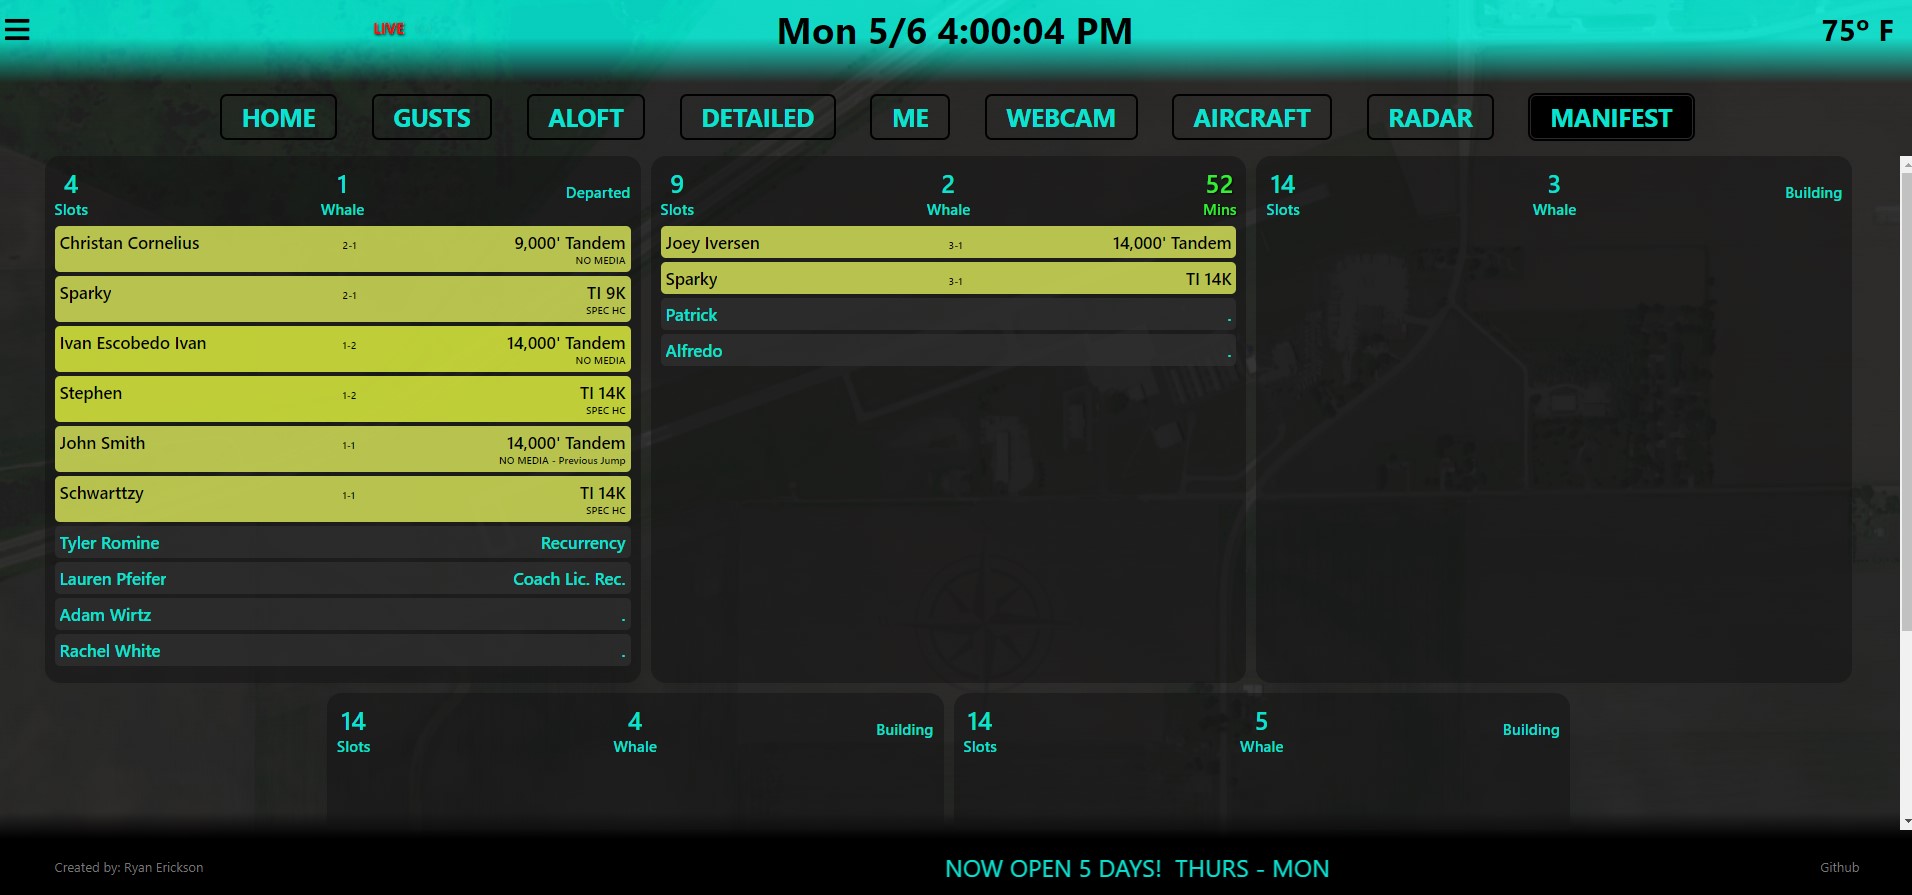 LIVE
Mon 5/6 4:00:04 PM
75º F
HOME
GUSTS
ALOFT
DETAILED
ME
WEBCAM
AIRCRAFT
RADAR
MANIFEST
4
Slots
1
Whale
Departed
Christan Cornelius 2-1 9,000' Tandem
NO MEDIA
Sparky 2-1 TI 9K
SPEC HC
Ivan Escobedo Ivan 1-2 14,000' Tandem
NO MEDIA
Stephen 1-2 TI 14K
SPEC HC
John Smith 1-1 14,000' Tandem
NO MEDIA - Previous Jump
Schwarttzy 1-1 TI 14K
SPEC HC
Tyler Romine Recurrency
Lauren Pfeifer Coach Lic. Rec.
Adam Wirtz .
Rachel White .
9
Slots
2
Whale
52
Mins
Joey Iversen 3-1 14,000' Tandem
Sparky 3-1 TI 14K
Patrick .
Alfredo .
14
Slots
3
Whale
Building
14
Slots
4
Whale
Building
14
Slots
5
Whale
Building
Created by: Ryan Erickson
NOW OPEN 5 DAYS! THURS - MON
Github